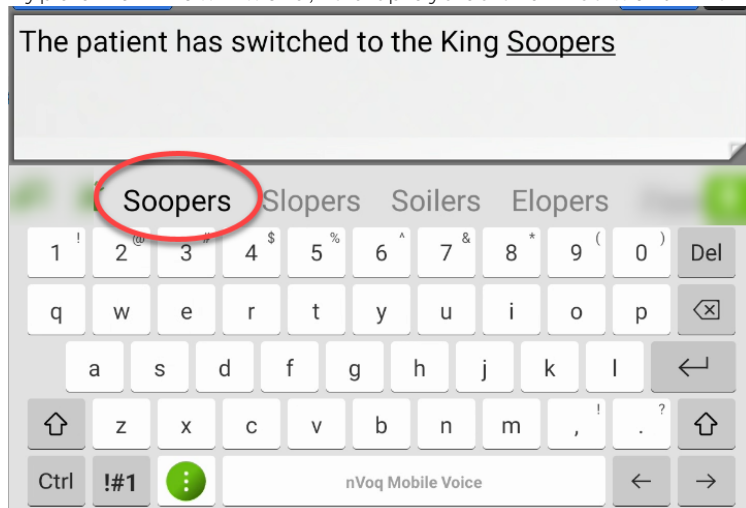 The patient has switched to the King Soopers
Soopers Slopers Soilers Elopers
1 ! 2 @ 3 # 4 $ 5 % 6 ^ 7 & 8 * 9 ( 0 ) Del
q w e r t y u i o p
a s d f g h j k l
z x c v b n m , ! . ?
Ctrl !#1 nVoq Mobile Voice